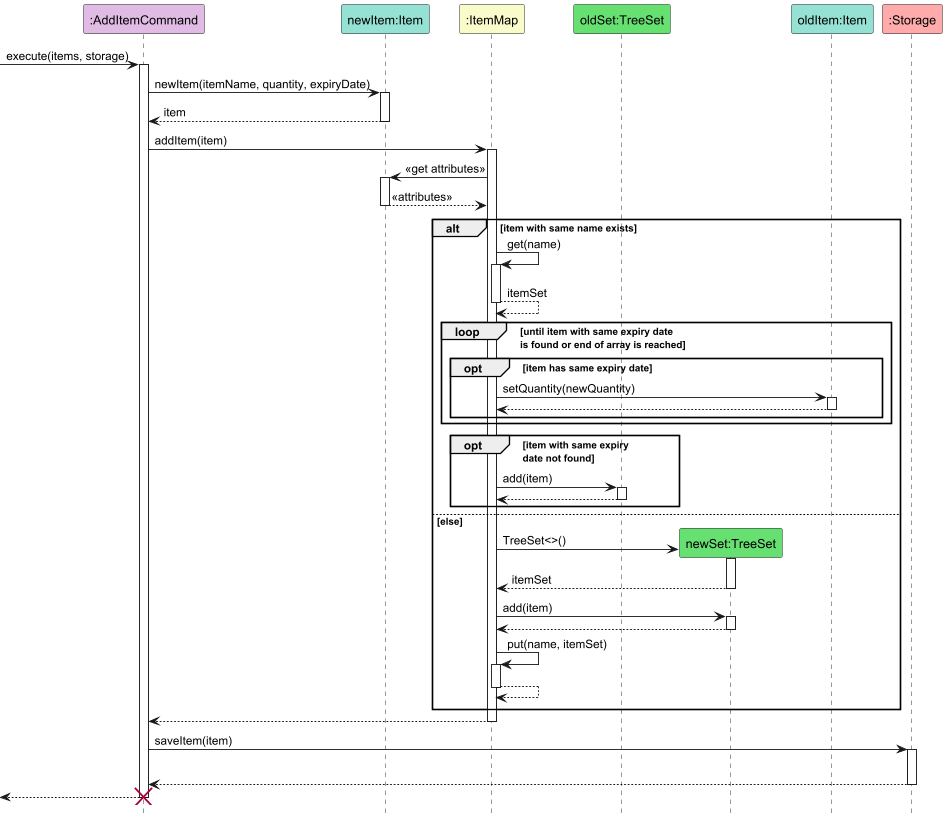 :AddItemCommand
newItem:Item
:ItemMap
oldSet:TreeSet
oldItem:Item
:Storage
execute(items, storage)
newItem(itemName, quantity, expiryDate)
item
addItem(item)
«get attributes»
«attributes»
alt
[item with same name exists]
get(name)
itemSet
loop
[until item with same expiry date
is found or end of array is reached]
opt
[item has same expiry date]
setQuantity(newQuantity)
opt
[item with same expiry
date not found]
add(item)
[else]
TreeSet<>()
newSet:TreeSet
itemSet
add(item)
put(name, itemSet)
saveItem(item)